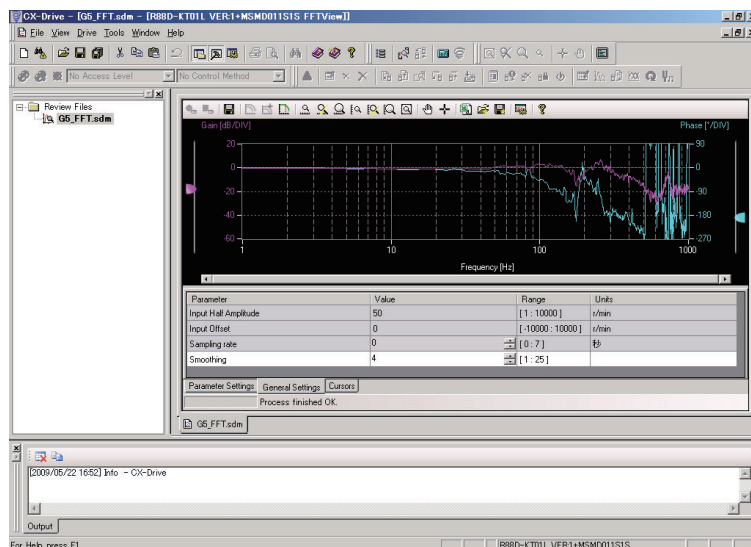 CX-Drive - [G5_FFT.sdm - [R88D-KT01L VER:1+MSMD011S1S FFTView]]
File View Drive Tools Window Help
No Access Level
No Control Method
Review Files
G5_FFT.sdm
Gain [dB/DIV]
Phase [°/DIV]
20
0
-20
-40
-60
90
0
-90
-180
-270
1
10
100
1000
Frequency [Hz]
Parameter Value Range Units
Input Half Amplitude 50 [ 1 : 10000 ] r/min
Input Offset 0 [ -10000 : 10000 ] r/min
Sampling rate 0 [ 0 : 7 ] 秒
Smoothing 4 [ 1 : 25 ]
Parameter Settings General Settings Cursors
Process finished OK.
G5_FFT.sdm
[2009/05/22 16:52] Info - CX-Drive
Output
For Help, press F1
R88D-KT01L VER:1+MSMD011S1S